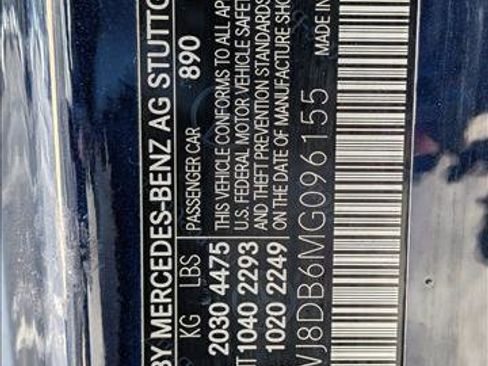 BY MERCEDES-BENZ AG STUTTG
KG LBS PASSENGER CAR 890
2030 4475 THIS VEHICLE CONFORMS TO ALL AP
1040 2293 U.S. FEDERAL MOTOR VEHICLE SAFET
AND THEFT PREVENTION STANDARDS
1020 2249 ON THE DATE OF MANUFACTURE SHO
J8DB6MG096155 MADE IN